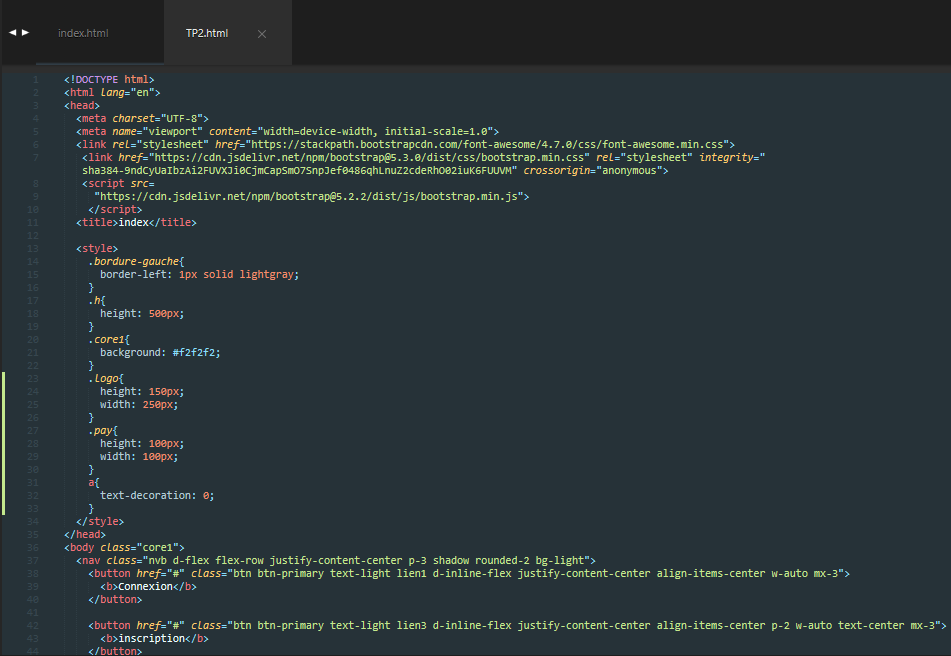 index.html
TP2.html
1 <!DOCTYPE html>
2 <html lang="en">
3 <head>
4 <meta charset="UTF-8">
5 <meta name="viewport" content="width=device-width, initial-scale=1.0">
6 <link rel="stylesheet" href="https://stackpath.bootstrapcdn.com/font-awesome/4.7.0/css/font-awesome.min.css">
7 <link href="https://cdn.jsdelivr.net/npm/bootstrap@5.3.0/dist/css/bootstrap.min.css" rel="stylesheet" integrity="
sha384-9ndCyUaIbzAi2FUVXJi0CjmCapSmO7SnpJef0486qhLnuZ2cdeRhO02iuK6FUUVM" crossorigin="anonymous">
8 <script src=
9 "https://cdn.jsdelivr.net/npm/bootstrap@5.2.2/dist/js/bootstrap.min.js">
10 </script>
11 <title>index</title>
12
13 <style>
14 .bordure-gauche{
15 border-left: 1px solid lightgray;
16 }
17 .h{
18 height: 500px;
19 }
20 .core1{
21 background: #f2f2f2;
22 }
23 .logo{
24 height: 150px;
25 width: 250px;
26 }
27 .pay{
28 height: 100px;
29 width: 100px;
30 }
31 a{
32 text-decoration: 0;
33 }
34 </style>
35 </head>
36 <body class="core1">
37 <nav class="nvb d-flex flex-row justify-content-center p-3 shadow rounded-2 bg-light">
38 <button href="#" class="btn btn-primary text-light lien1 d-inline-flex justify-content-center align-items-center w-auto mx-3">
39 <b>Connexion</b>
40 </button>
41
42 <button href="#" class="btn btn-primary text-light lien3 d-inline-flex justify-content-center align-items-center p-2 w-auto text-center mx-3">
43 <b>inscription</b>
44 </button>